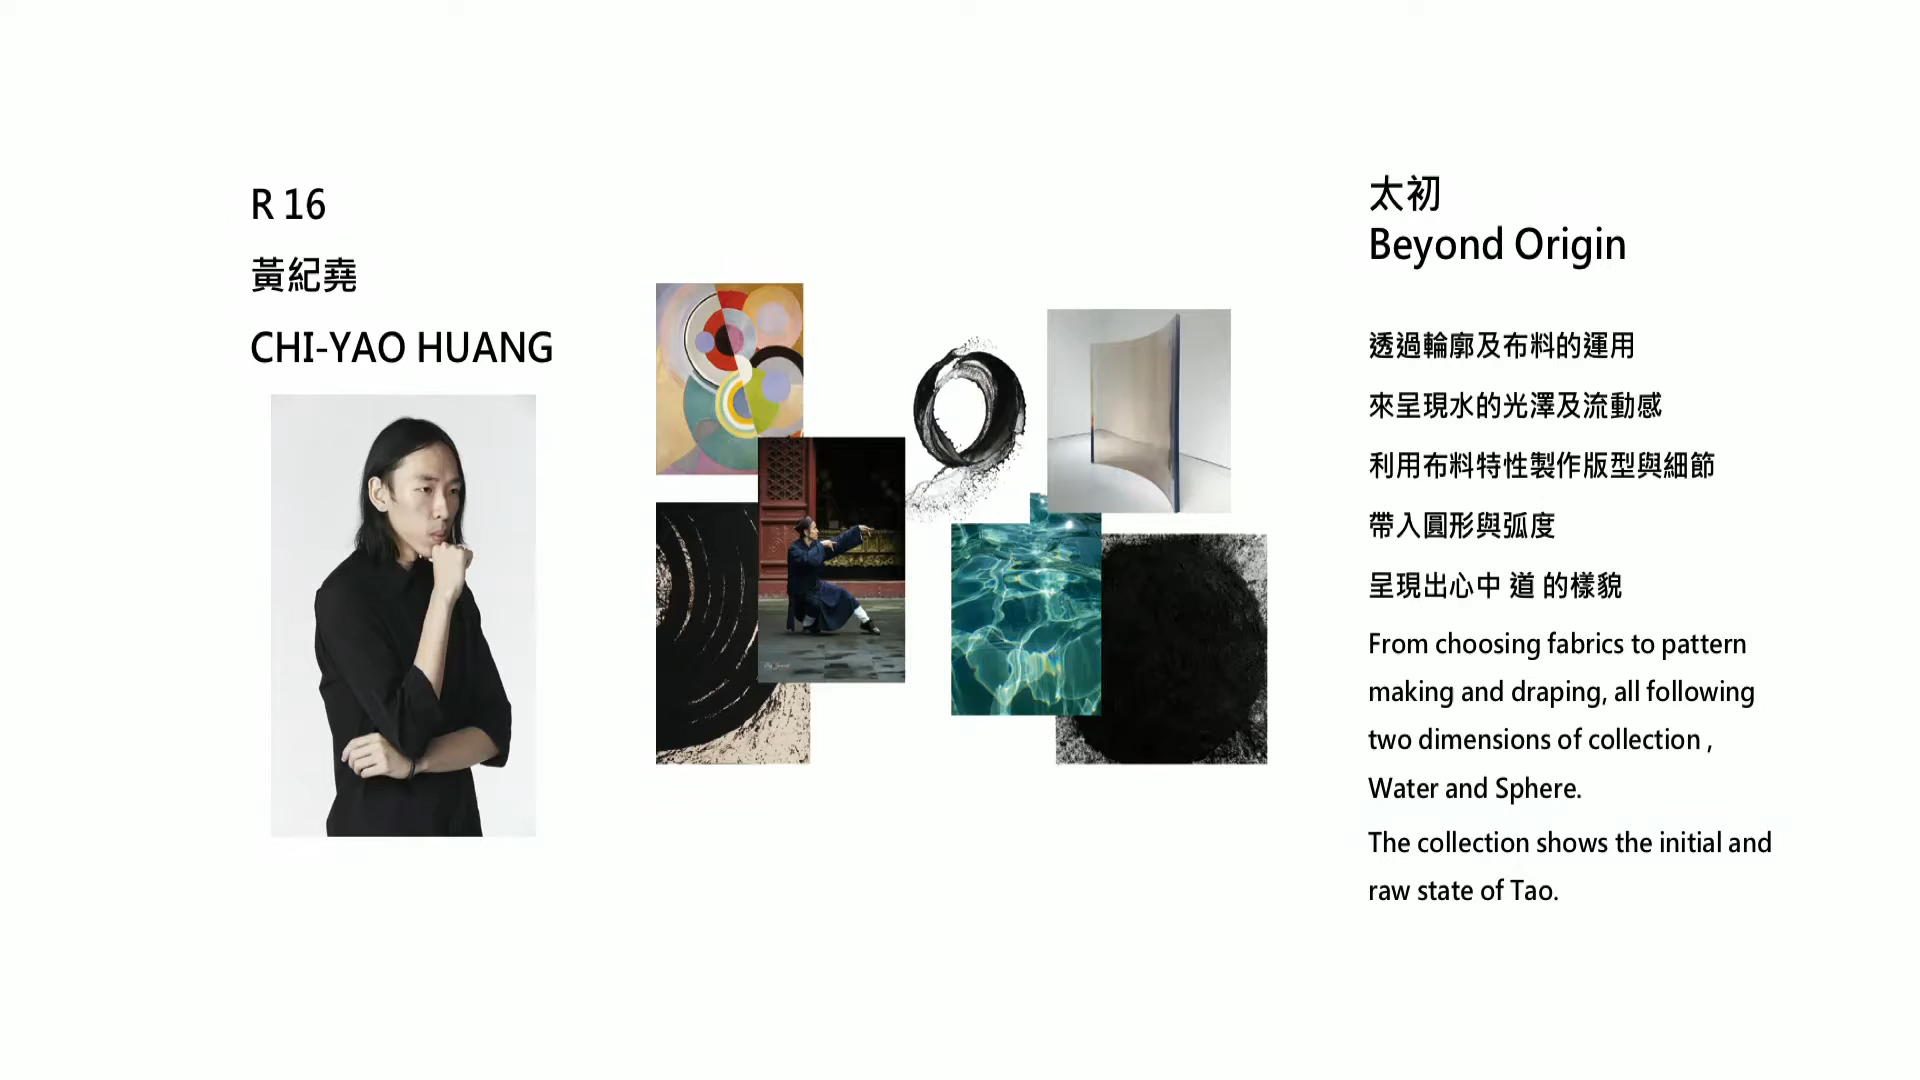 R 16
黃紀堯
CHI-YAO HUANG
太初
Beyond Origin
透過輪廓及布料的運用
來呈現水的光澤及流動感
利用布料特性製作版型與細節
帶入圓形與弧度
呈現出心中 道 的樣貌
From choosing fabrics to pattern
making and draping, all following
two dimensions of collection ,
Water and Sphere.
The collection shows the initial and
raw state of Tao.